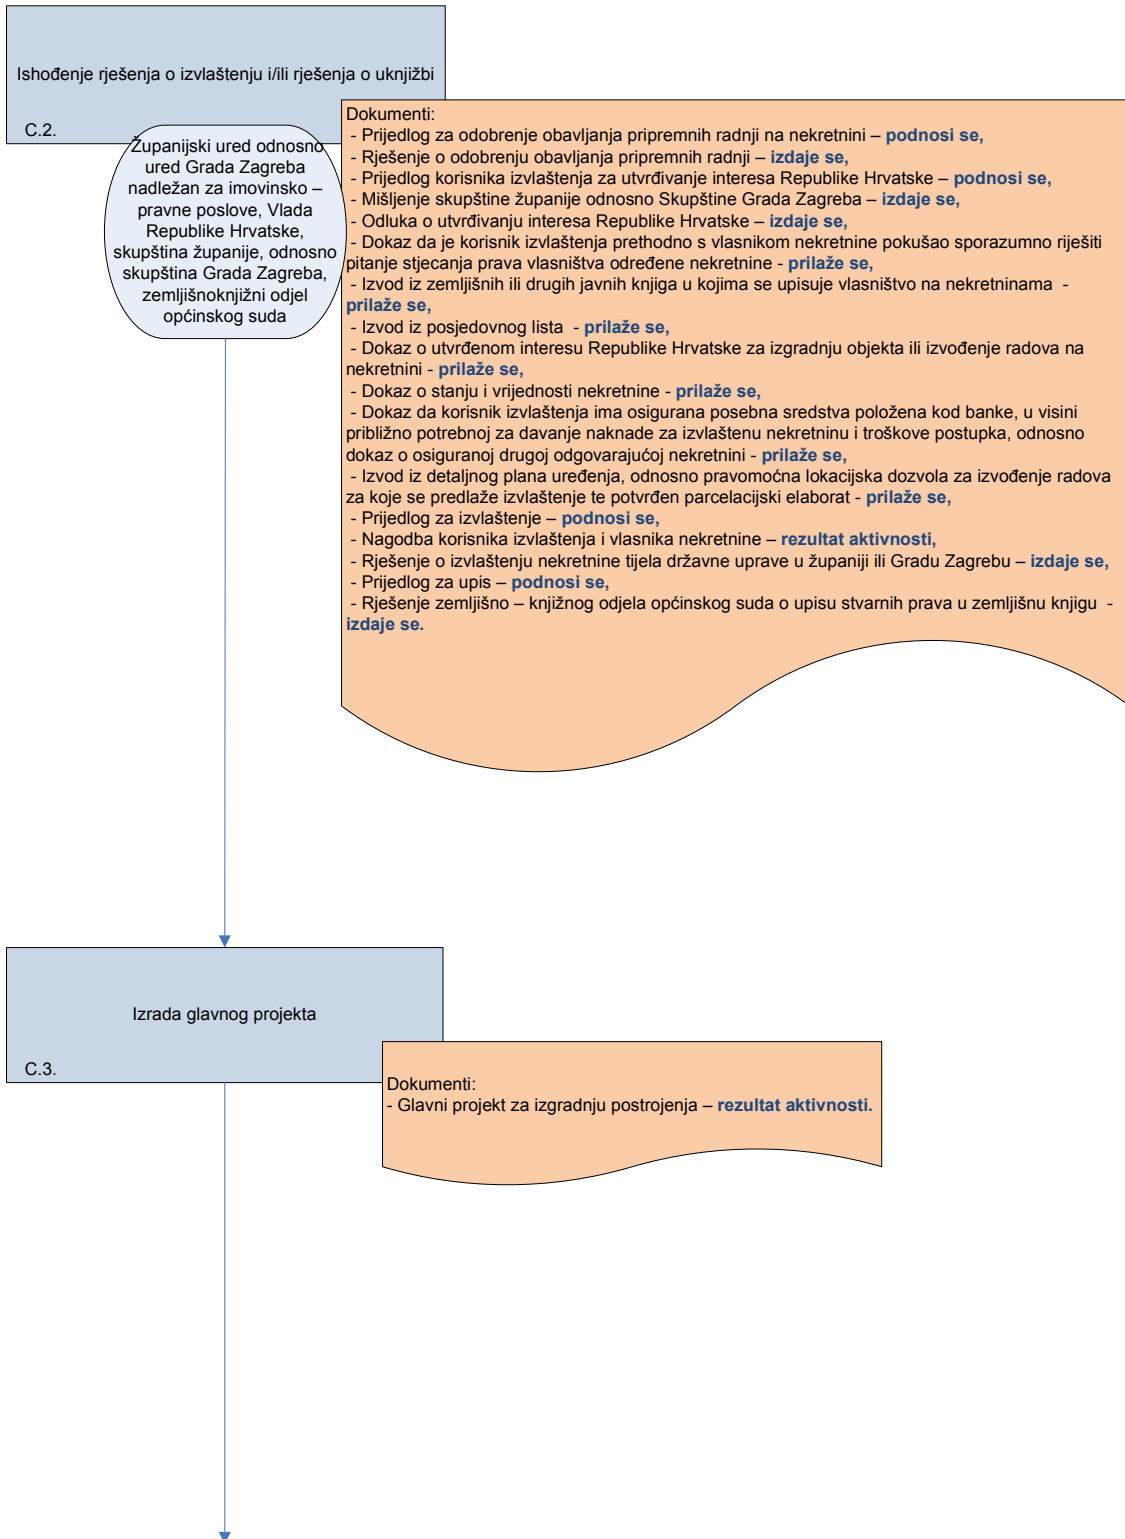 Ishođenje rješenja o izvlaštenju i/ili rješenja o uknjižbi
C.2.
Županijski ured odnosno
ured Grada Zagreba
nadležan za imovinsko –
pravne poslove, Vlada
Republike Hrvatske,
skupština županije, odnosno
skupština Grada Zagreba,
zemljišnoknjižni odjel
općinskog suda
Dokumenti:
- Prijedlog za odobrenje obavljanja pripremnih radnji na nekretnini – podnosi se,
- Rješenje o odobrenju obavljanja pripremnih radnji – izdaje se,
- Prijedlog korisnika izvlaštenja za utvrđivanje interesa Republike Hrvatske – podnosi se,
- Mišljenje skupštine županije odnosno Skupštine Grada Zagreba – izdaje se,
- Odluka o utvrđivanju interesa Republike Hrvatske – izdaje se,
- Dokaz da je korisnik izvlaštenja prethodno s vlasnikom nekretnine pokušao sporazumno riješiti
pitanje stjecanja prava vlasništva određene nekretnine - prilaže se,
- Izvod iz zemljišnih ili drugih javnih knjiga u kojima se upisuje vlasništvo na nekretninama -
prilaže se,
- Izvod iz posjedovnog lista - prilaže se,
- Dokaz o utvrđenom interesu Republike Hrvatske za izgradnju objekta ili izvođenje radova na
nekretnini - prilaže se,
- Dokaz o stanju i vrijednosti nekretnine - prilaže se,
- Dokaz da korisnik izvlaštenja ima osigurana posebna sredstva položena kod banke, u visini
približno potrebnoj za davanje naknade za izvlaštenu nekretninu i troškove postupka, odnosno
dokaz o osiguranoj drugoj odgovarajućoj nekretnini - prilaže se,
- Izvod iz detaljnog plana uređenja, odnosno pravomoćna lokacijska dozvola za izvođenje radova
za koje se predlaže izvlaštenje te potvrđen parcelacijski elaborat - prilaže se,
- Prijedlog za izvlaštenje – podnosi se,
- Nagodba korisnika izvlaštenja i vlasnika nekretnine – rezultat aktivnosti,
- Rješenje o izvlaštenju nekretnine tijela državne uprave u županiji ili Gradu Zagrebu – izdaje se,
- Prijedlog za upis – podnosi se,
- Rješenje zemljišno – knjižnog odjela općinskog suda o upisu stvarnih prava u zemljišnu knjigu -
izdaje se.
Izrada glavnog projekta
C.3.
Dokumenti:
- Glavni projekt za izgradnju postrojenja – rezultat aktivnosti.